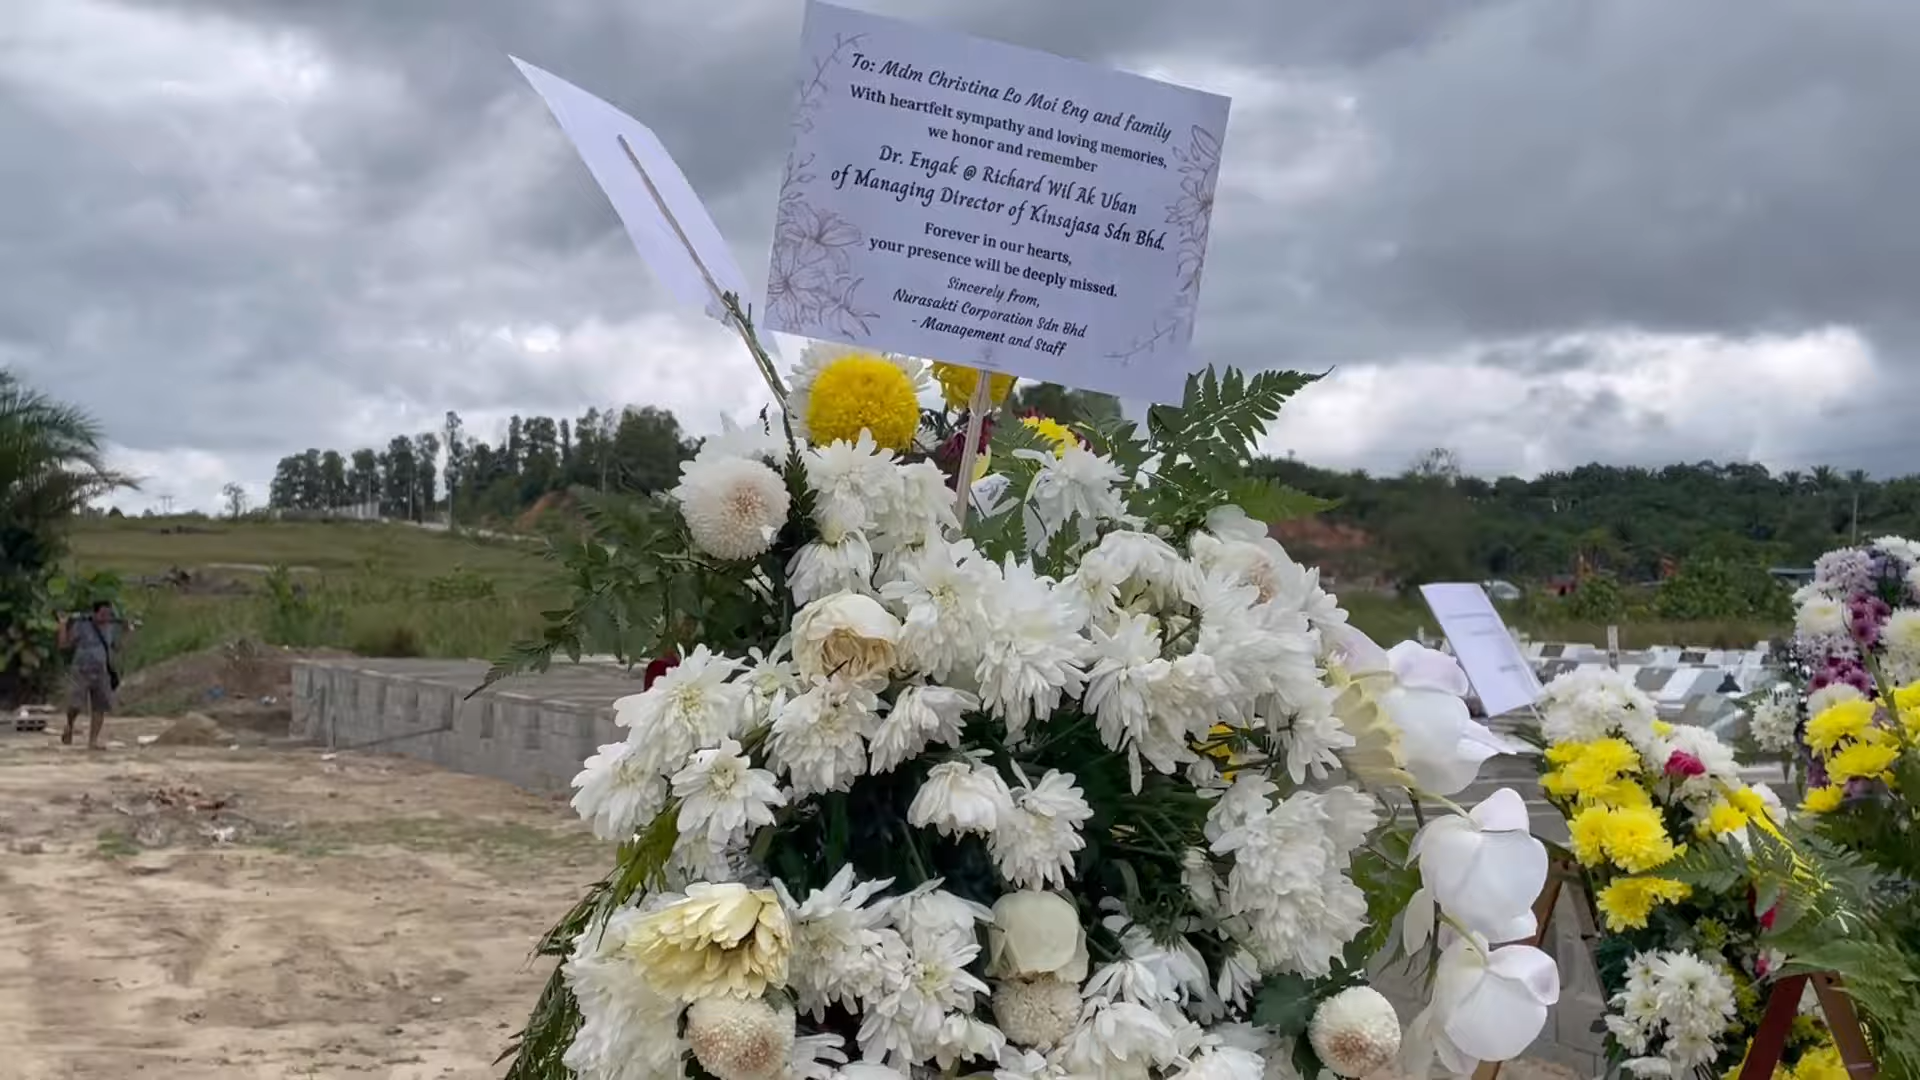 To: Mdm Christina Lo Moi Eng and family
With heartfelt sympathy and loving memories,
we honor and remember
Dr. Engak @ Richard Wil Ak Uban
of Managing Director of Kinsajasa Sdn Bhd.
Forever in our hearts,
your presence will be deeply missed.
Sincerely from,
Nurasakti Corporation Sdn Bhd
- Management and Staff